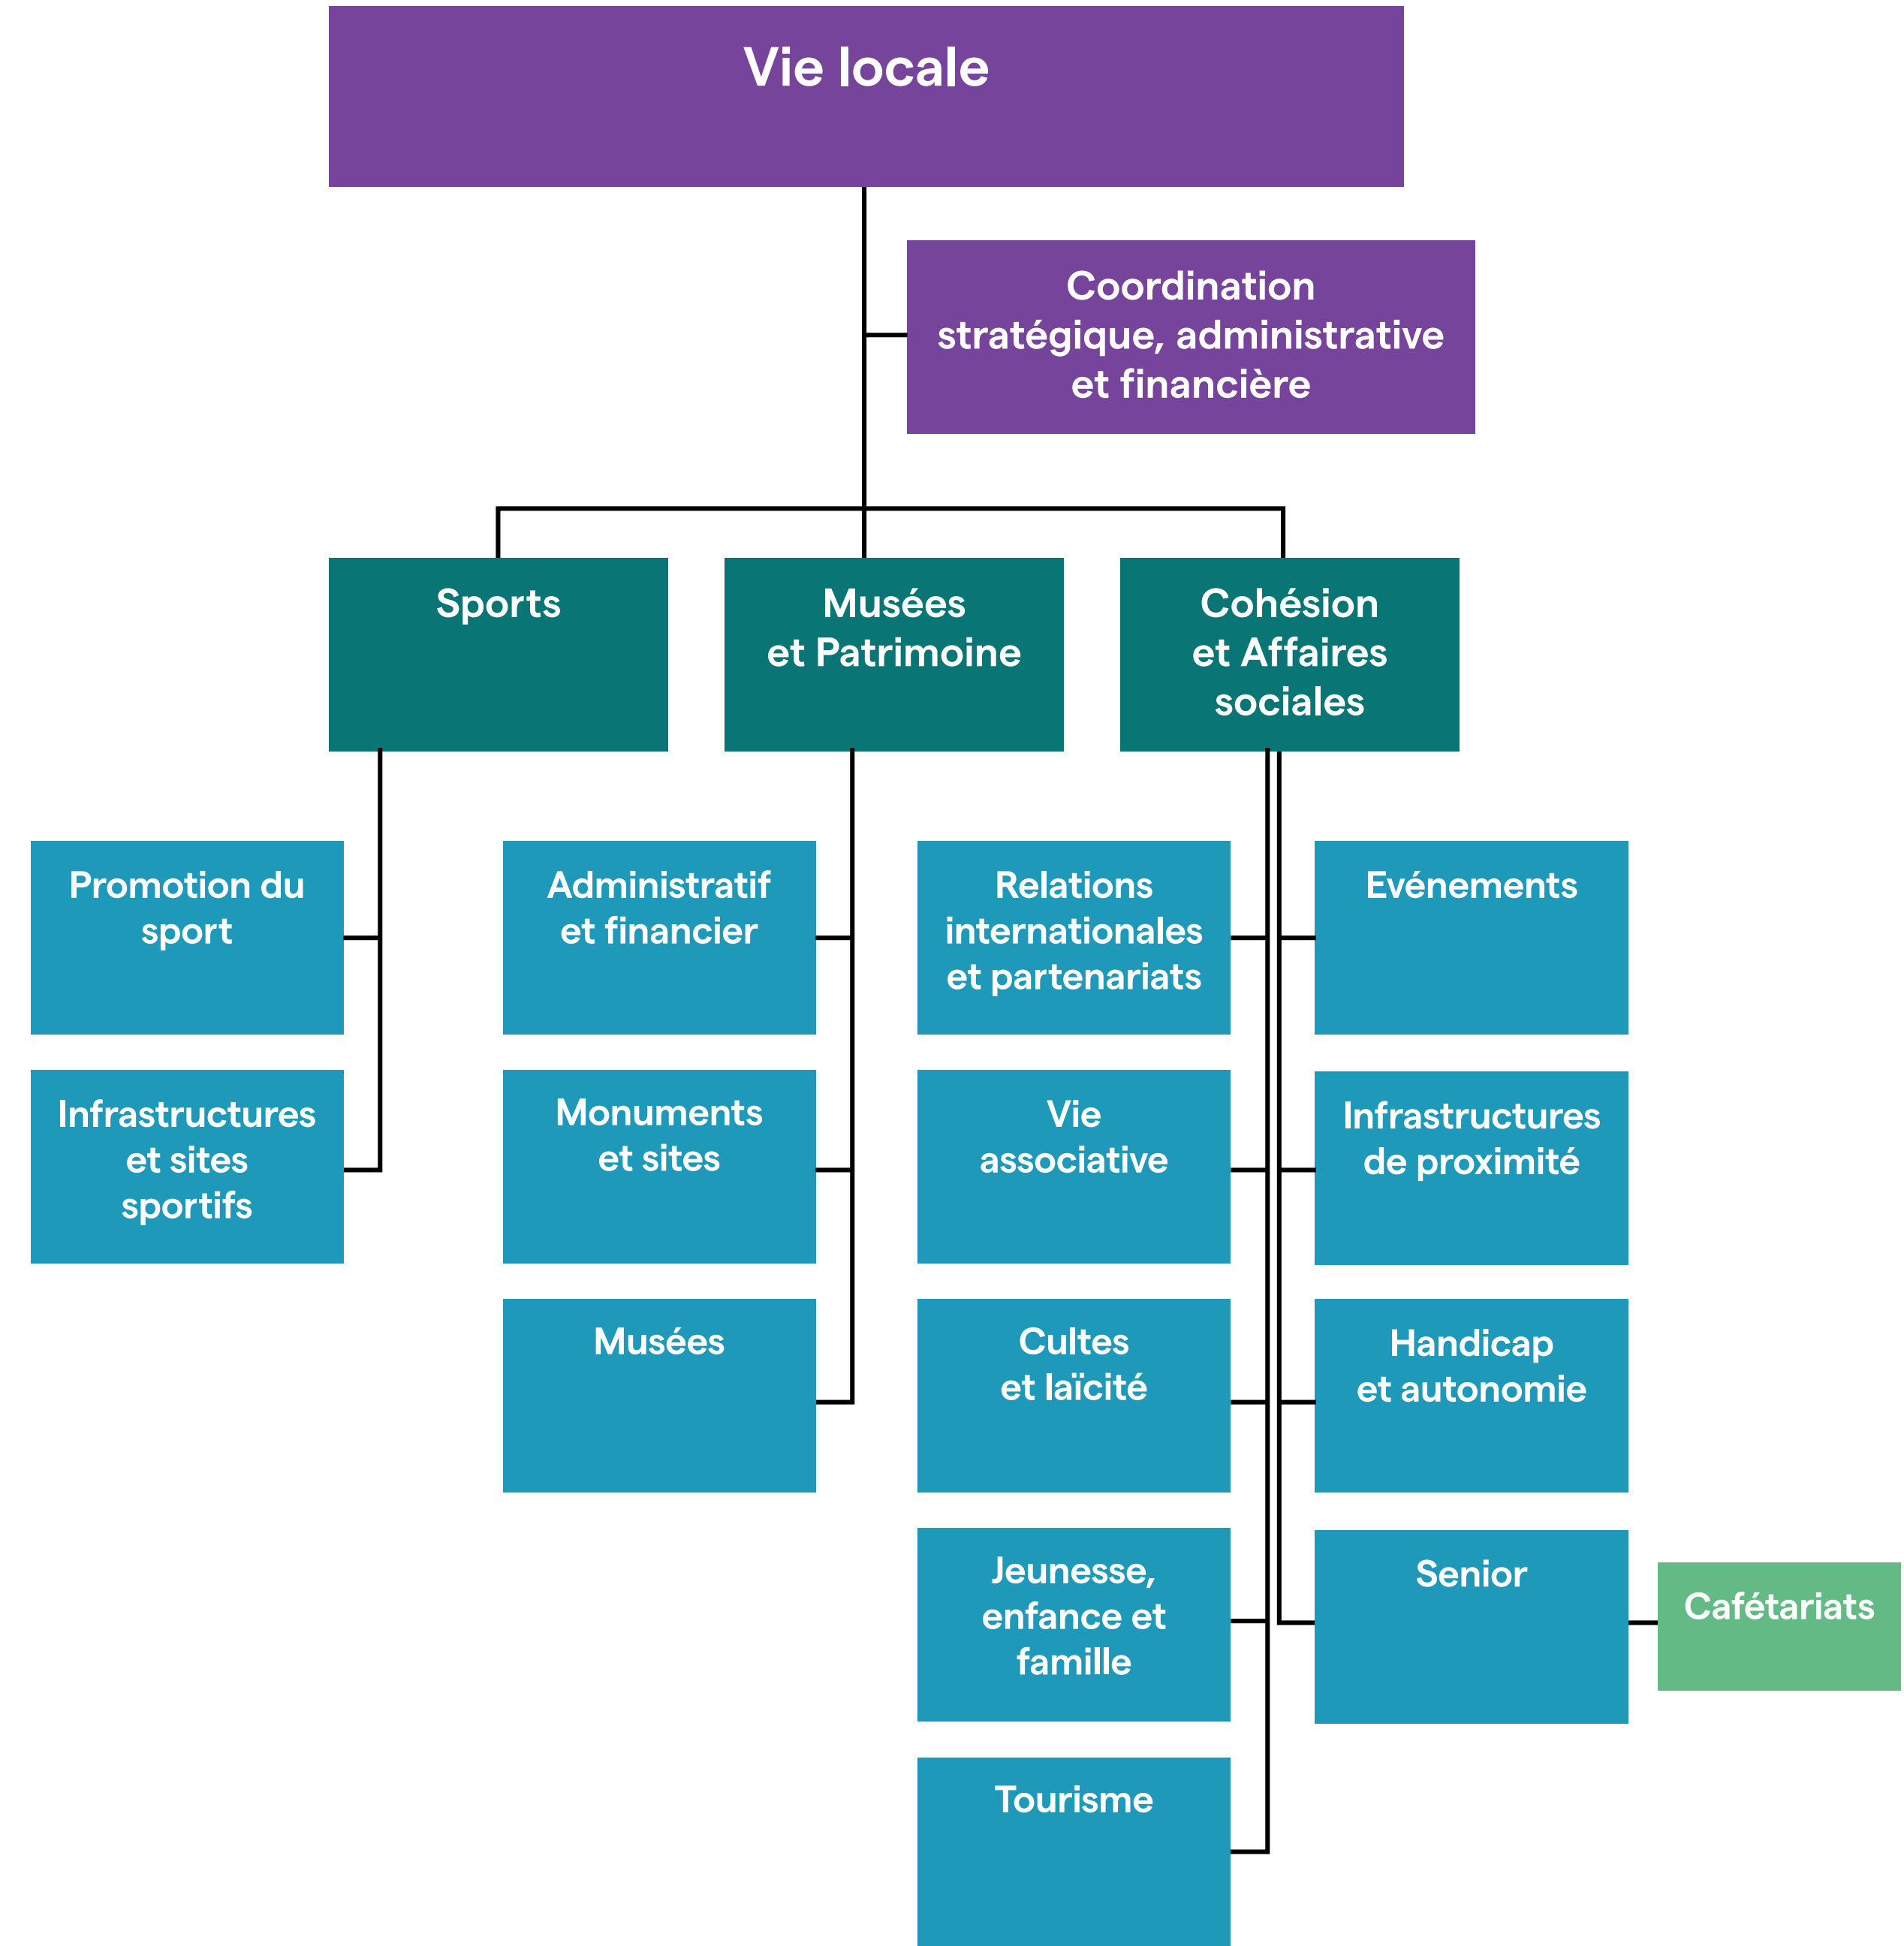 Vie locale
Coordination
stratégique, administrative
et financière
Sports
Musées
et Patrimoine
Cohésion
et Affaires
sociales
Promotion du
sport
Administratif
et financier
Relations
internationales
et partenariats
Evénements
Infrastructures
et sites
sportifs
Monuments
et sites
Vie
associative
Infrastructures
de proximité
Musées
Cultes
et laïcité
Handicap
et autonomie
Jeunesse,
enfance et
famille
Senior
Cafétariats
Tourisme